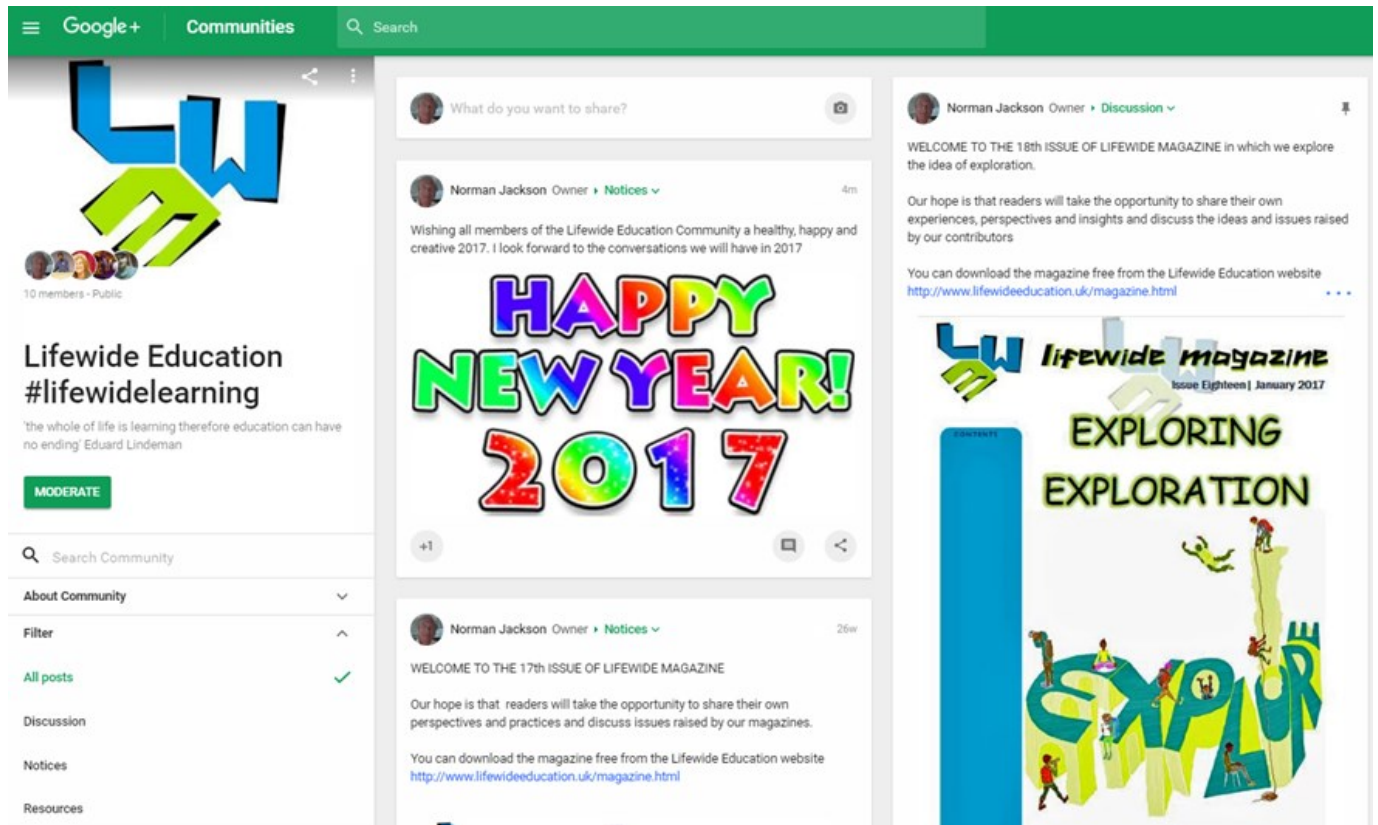 Google+
Communities
Search
LWE
10 members - Public
Lifewide Education
#lifewidelearning
'the whole of life is learning therefore education can have
no ending' Eduard Lindeman
MODERATE
Search Community
About Community
Filter
All posts
Discussion
Notices
Resources
What do you want to share?
Norman Jackson Owner Notices
4m
Wishing all members of the Lifewide Education Community a healthy, happy and
creative 2017. I look forward to the conversations we will have in 2017
HAPPY
NEW YEAR!
2017
+1
Norman Jackson Owner Notices
26w
WELCOME TO THE 17th ISSUE OF LIFEWIDE MAGAZINE
Our hope is that readers will take the opportunity to share their own
perspectives and practices and discuss issues raised by our magazines.
You can download the magazine free from the Lifewide Education website
http://www.lifewideeducation.uk/magazine.html
Norman Jackson Owner Discussion
WELCOME TO THE 18th ISSUE OF LIFEWIDE MAGAZINE in which we explore
the idea of exploration.
Our hope is that readers will take the opportunity to share their own
experiences, perspectives and insights and discuss the ideas and issues raised
by our contributors
You can download the magazine free from the Lifewide Education website
http://www.lifewideeducation.uk/magazine.html
LWE
lifewide magazine
Issue Eighteen | January 2017
CONTENTS
EXPLORING
EXPLORATION
EXPLORE